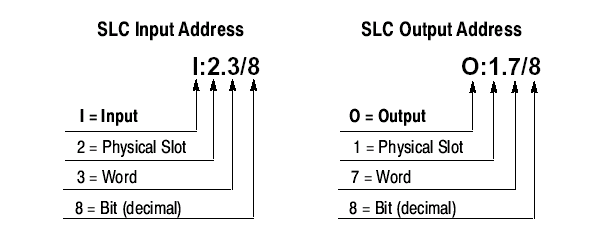 SLC Input Address
I:2.3/8
I = Input
2 = Physical Slot
3 = Word
8 = Bit (decimal)
SLC Output Address
O:1.7/8
O = Output
1 = Physical Slot
7 = Word
8 = Bit (decimal)